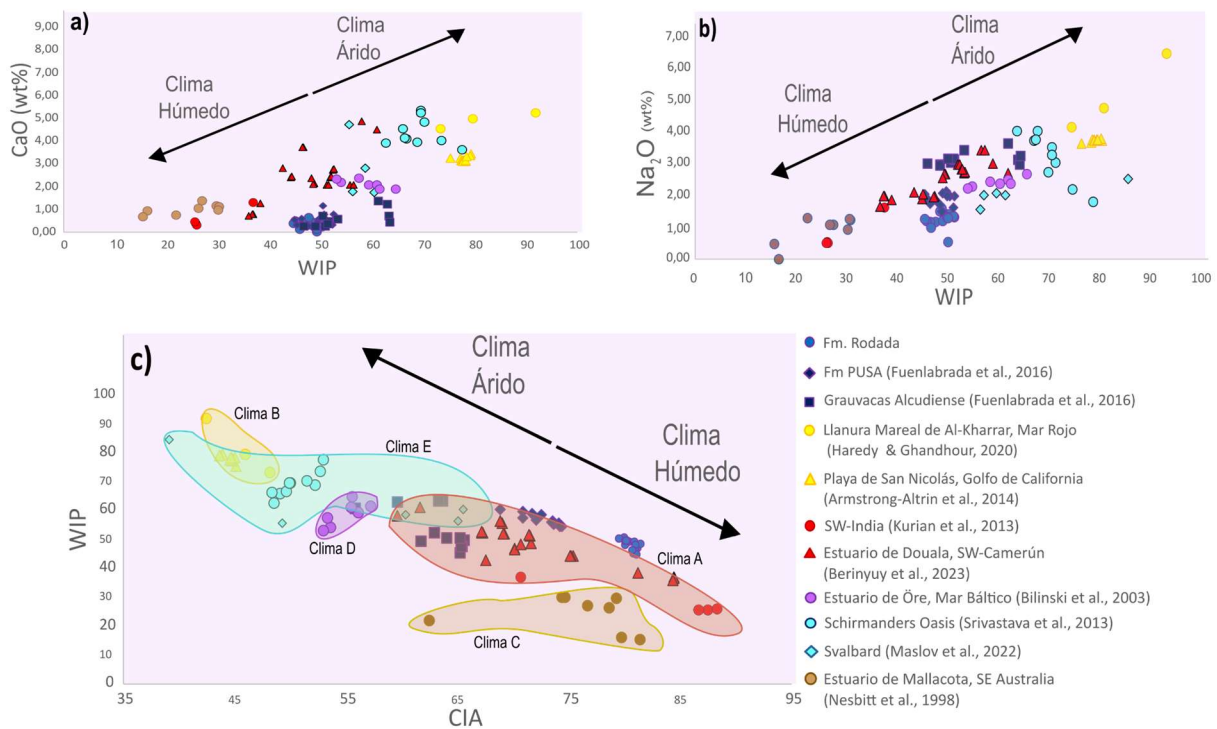 a)
Clima
Árido
Clima
Húmedo
CaO (wt%)
9,00
8,00
7,00
6,00
5,00
4,00
3,00
2,00
1,00
0,00
0 10 20 30 40 50 60 70 80 90 100
WIP
b)
Clima
Árido
Clima
Húmedo
Na2O (wt%)
7,00
6,00
5,00
4,00
3,00
2,00
1,00
0,00
0 10 20 30 40 50 60 70 80 90 100
WIP
c)
Clima
Árido
Clima
Húmedo
Clima B
Clima E
Clima D
Clima A
Clima C
WIP
100
90
80
70
60
50
40
30
20
10
0
35 45 55 65 75 85 95
CIA
Fm. Rodada
Fm PUSA (Fuenlabrada et al., 2016)
Grauvacas Alcudiense (Fuenlabrada et al., 2016)
Llanura Mareal de Al-Kharrar, Mar Rojo
(Haredy & Ghandhour, 2020)
Playa de San Nicolás, Golfo de California
(Armstrong-Altrin et al., 2014)
SW-India (Kurian et al., 2013)
Estuario de Douala, SW-Camerún
(Berinyuy et al., 2023)
Estuario de Öre, Mar Báltico (Bilinski et al., 2003)
Schirmanders Oasis (Srivastava et al., 2013)
Svalbard (Maslov et al., 2022)
Estuario de Mallacota, SE Australia
(Nesbitt et al., 1998)